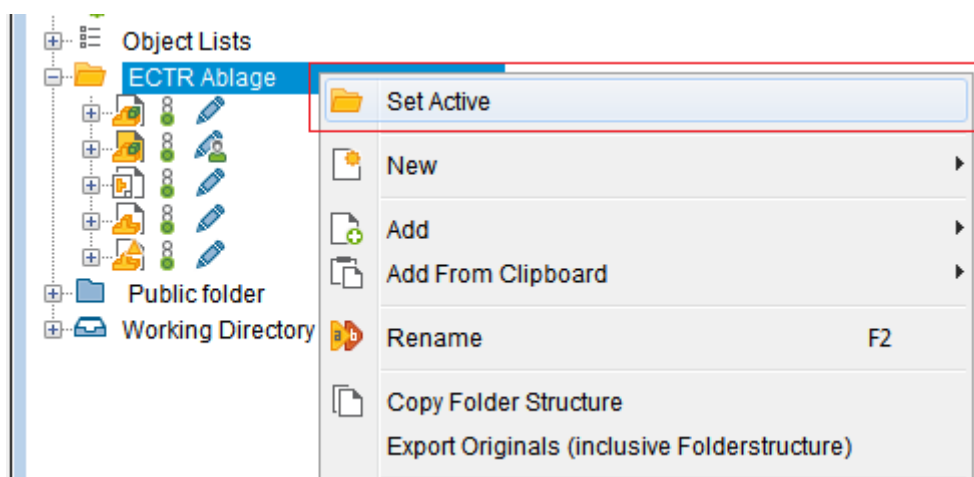 Object Lists
ECTR Ablage
Set Active
New
Add
Add From Clipboard
Public folder
Working Directory
Rename F2
Copy Folder Structure
Export Originals (inclusive Folderstructure)